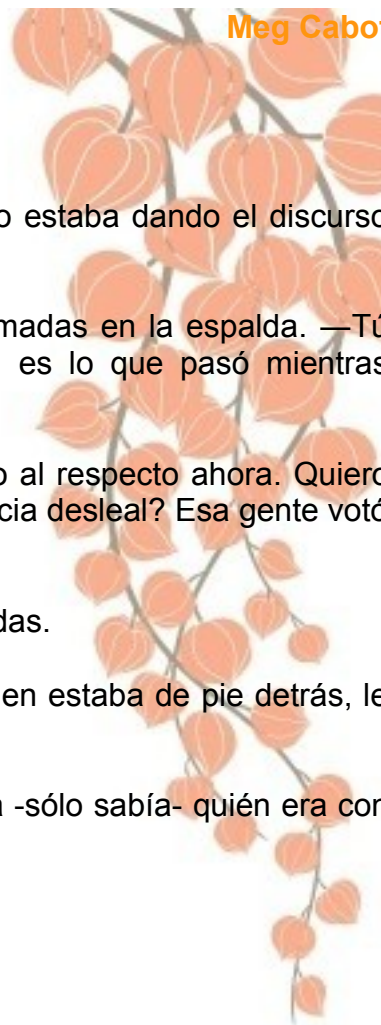 Meg Cabot
o estaba dando el discurso
madas en la espalda. —Tú
es lo que pasó mientras
o al respecto ahora. Quiero
cia desleal? Esa gente votó
das.
en estaba de pie detrás, le
a -sólo sabía- quién era con